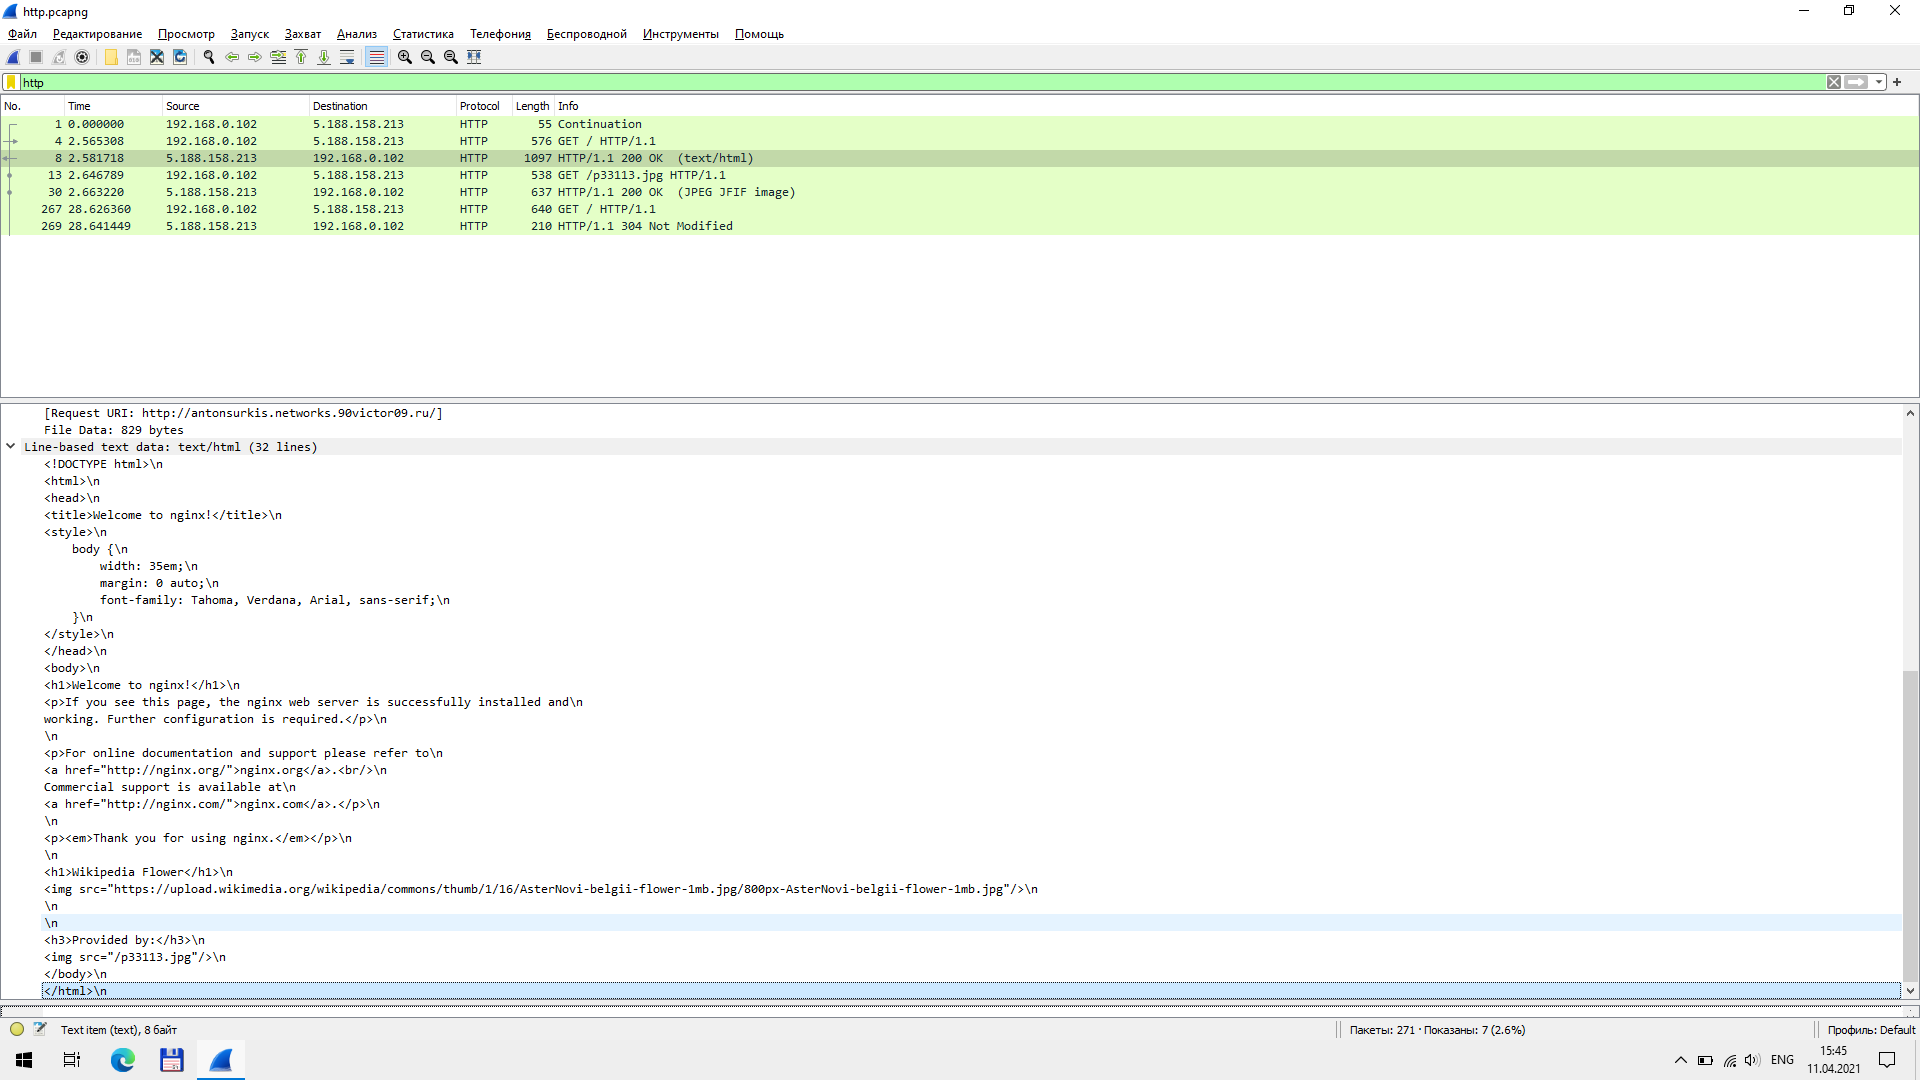 http.pcapng
Файл Редактирование Просмотр Запуск Захват Анализ Статистика Телефония Беспроводной Инструменты Помощь
http
No. Time Source Destination Protocol Length Info
1 0.000000 192.168.0.102 5.188.158.213 HTTP 55 Continuation
4 2.565308 192.168.0.102 5.188.158.213 HTTP 576 GET / HTTP/1.1
8 2.581718 5.188.158.213 192.168.0.102 HTTP 1097 HTTP/1.1 200 OK  (text/html)
13 2.646789 192.168.0.102 5.188.158.213 HTTP 538 GET /p33113.jpg HTTP/1.1
30 2.663220 5.188.158.213 192.168.0.102 HTTP 637 HTTP/1.1 200 OK  (JPEG JFIF image)
267 28.626360 192.168.0.102 5.188.158.213 HTTP 640 GET / HTTP/1.1
269 28.641449 5.188.158.213 192.168.0.102 HTTP 210 HTTP/1.1 304 Not Modified
[Request URI: http://antonsurkis.networks.90victor09.ru/]
File Data: 829 bytes
Line-based text data: text/html (32 lines)
<!DOCTYPE html>\n
<html>\n
<head>\n
<title>Welcome to nginx!</title>\n
<style>\n
body {\n
width: 35em;\n
margin: 0 auto;\n
font-family: Tahoma, Verdana, Arial, sans-serif;\n
}\n
</style>\n
</head>\n
<body>\n
<h1>Welcome to nginx!</h1>\n
<p>If you see this page, the nginx web server is successfully installed and\n
working. Further configuration is required.</p>\n
\n
<p>For online documentation and support please refer to\n
<a href="http://nginx.org/">nginx.org</a>.<br/>\n
Commercial support is available at\n
<a href="http://nginx.com/">nginx.com</a>.</p>\n
\n
<p><em>Thank you for using nginx.</em></p>\n
\n
<h1>Wikipedia Flower</h1>\n
<img src="https://upload.wikimedia.org/wikipedia/commons/thumb/1/16/AsterNovi-belgii-flower-1mb.jpg/800px-AsterNovi-belgii-flower-1mb.jpg"/>\n
\n
\n
<h3>Provided by:</h3>\n
<img src="/p33113.jpg"/>\n
</body>\n
</html>\n
Text item (text), 8 байт Пакеты: 271 · Показаны: 7 (2.6%) Профиль: Default
ENG 15:45
11.04.2021